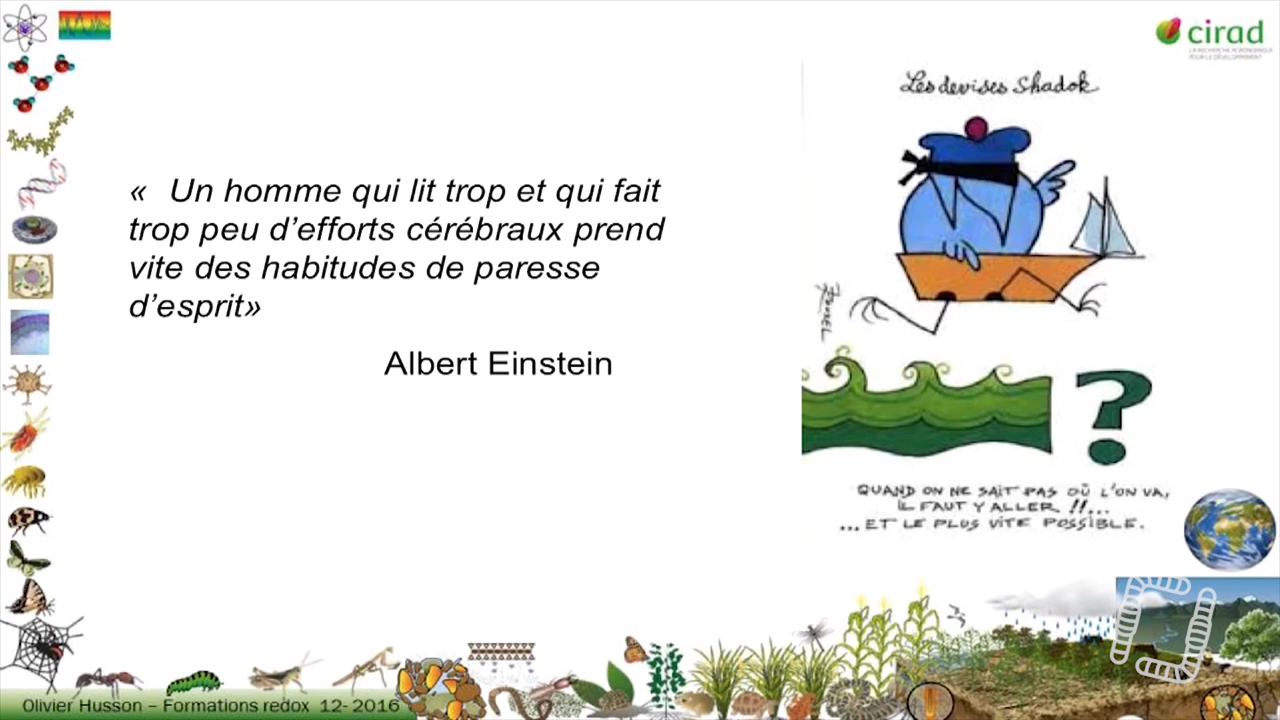 cirad
LA RECHERCHE AGRONOMIQUE
POUR LE DÉVELOPPEMENT
Les devises Shadok
« Un homme qui lit trop et qui fait
trop peu d’efforts cérébraux prend
vite des habitudes de paresse
d’esprit»
Albert Einstein
ROUXEL
?
QUAND ON NE SAIT PAS OÙ L'ON VA,
IL FAUT Y ALLER !!...
...ET LE PLUS VITE POSSIBLE.
Olivier Husson – Formations redox 12- 2016